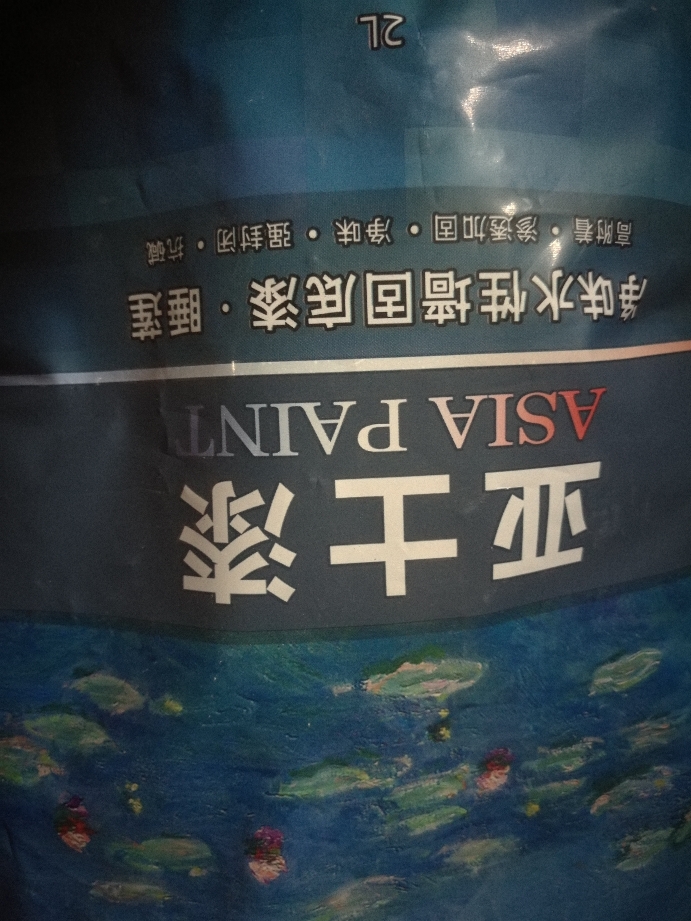 亚士漆
ASIA PAINT
净味水性墙固底漆·睡莲
高附着·渗透加固·净味·强封闭·抗碱
2L